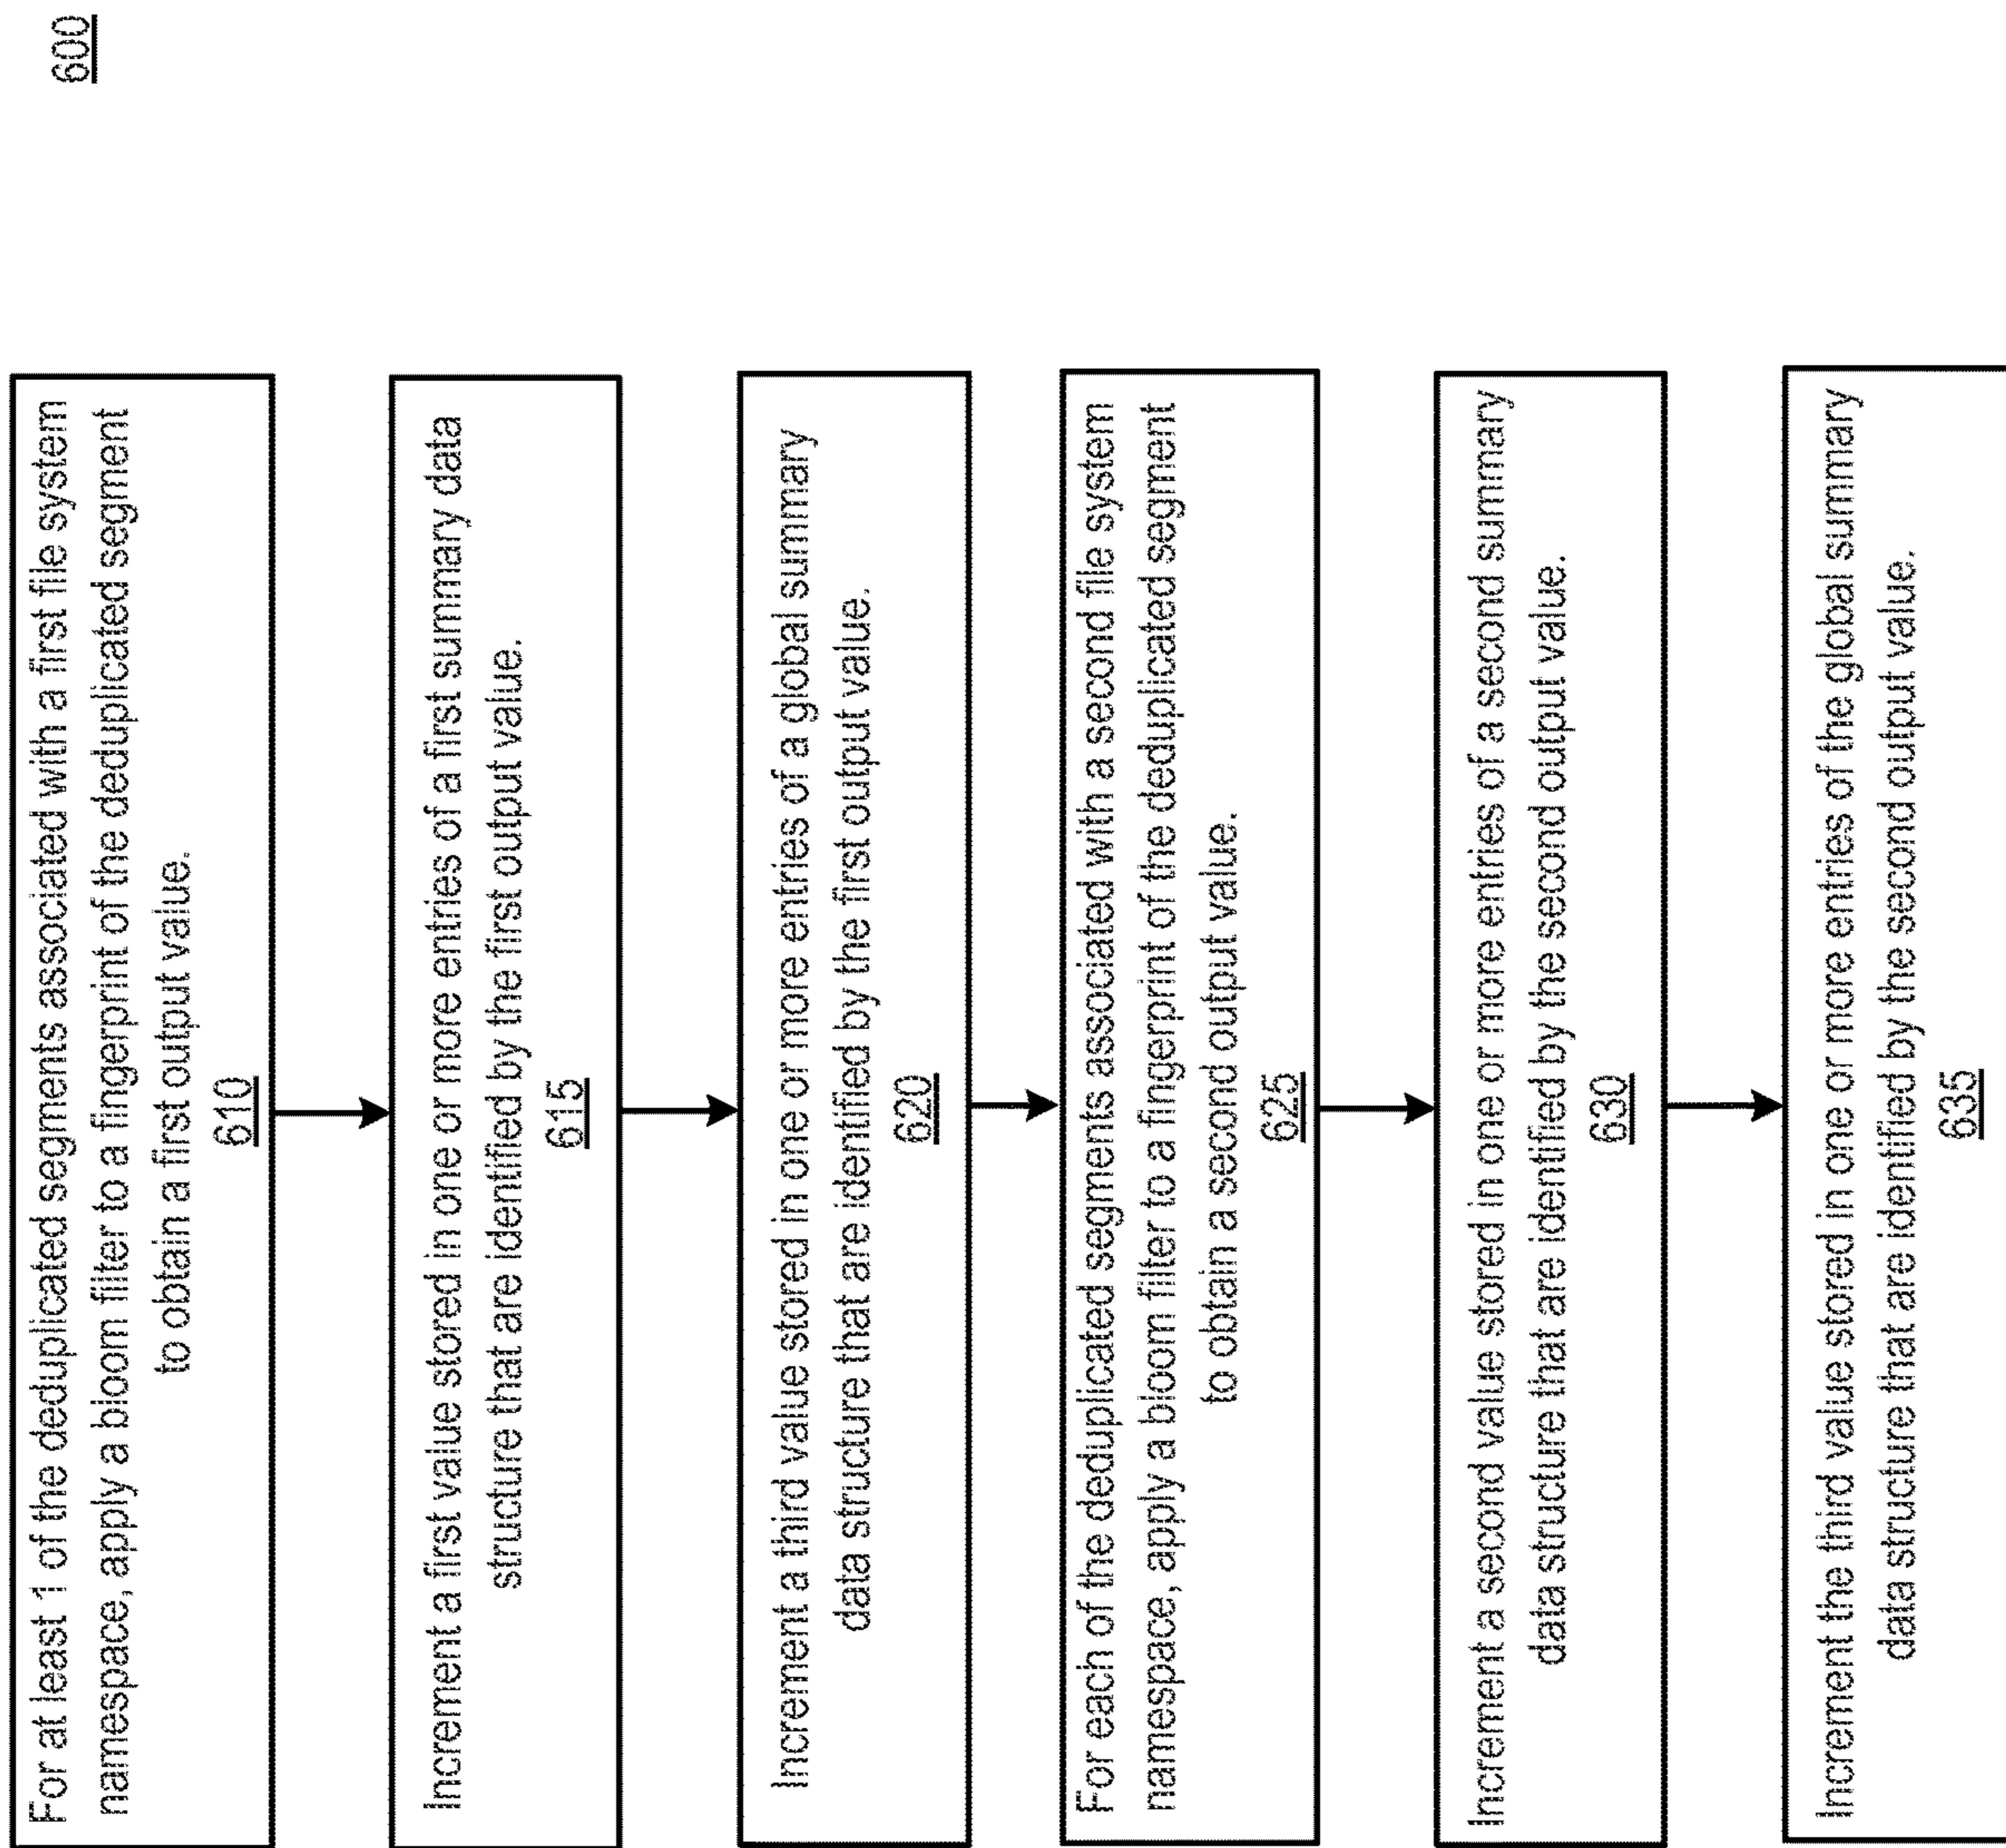 600
For at least 1 of the deduplicated segments associated with a first file system
namespace, apply a bloom filter to a fingerprint of the deduplicated segment
to obtain a first output value.
610
Increment a first value stored in one or more entries of a first summary data
structure that are identified by the first output value.
615
Increment a third value stored in one or more entries of a global summary
data structure that are identified by the first output value.
620
For each of the deduplicated segments associated with a second file system
namespace, apply a bloom filter to a fingerprint of the deduplicated segment
to obtain a second output value.
625
Increment a second value stored in one or more entries of a second summary
data structure that are identified by the second output value.
630
Increment the third value stored in one or more entries of the global summary
data structure that are identified by the second output value.
635